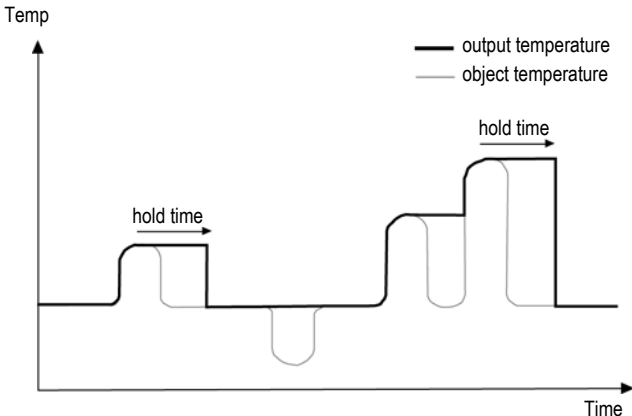 Temp
output temperature
object temperature
hold time
hold time
Time